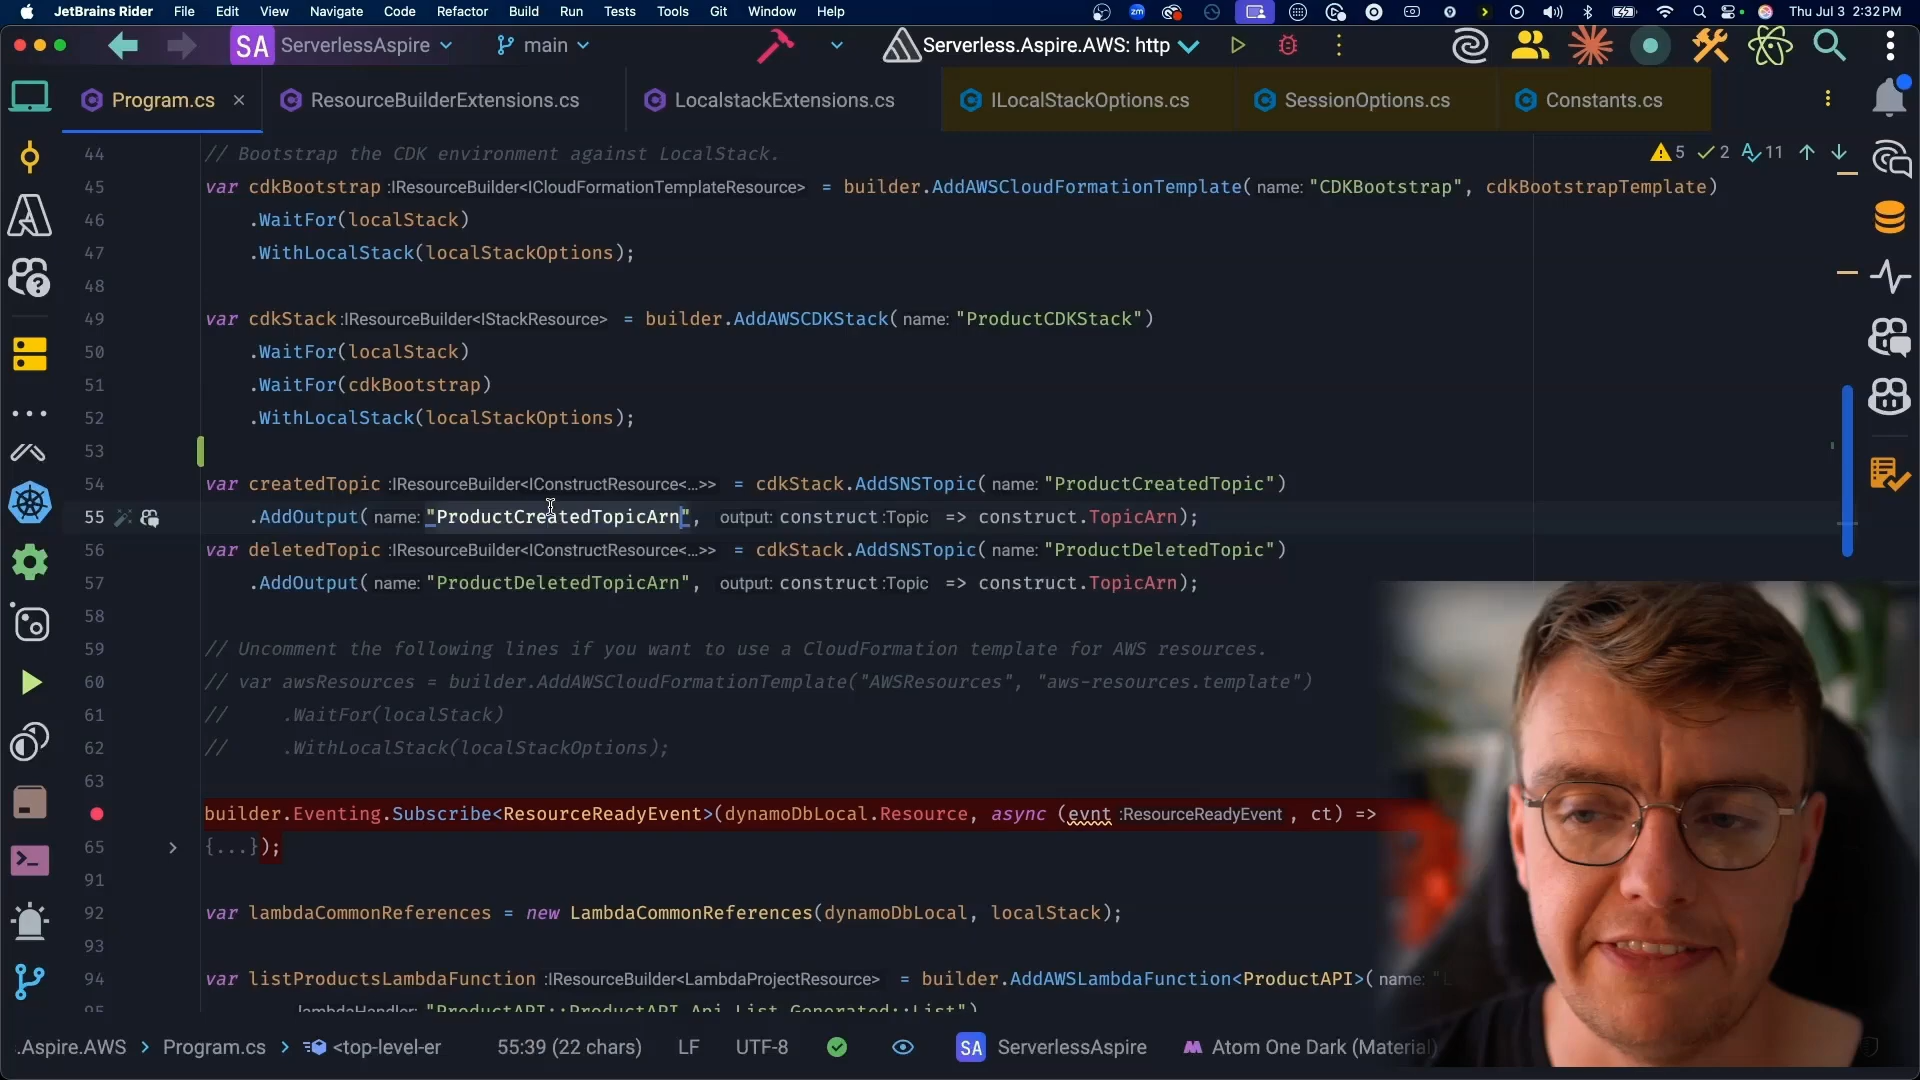 JetBrains Rider File Edit View Navigate Code Refactor Build Run Tests Tools Git Window Help Thu Jul 3 2:32 PM
SA ServerlessAspire main Serverless.Aspire.AWS: http
Program.cs ResourceBuilderExtensions.cs LocalstackExtensions.cs ILocalStackOptions.cs SessionOptions.cs Constants.cs
44 // Bootstrap the CDK environment against LocalStack. 5 2 11
45 var cdkBootstrap :IResourceBuilder<ICloudFormationTemplateResource> = builder.AddAWSCloudFormationTemplate( name: "CDKBootstrap", cdkBootstrapTemplate)
46 .WaitFor(localStack)
47 .WithLocalStack(localStackOptions);
48
49 var cdkStack :IResourceBuilder<IStackResource> = builder.AddAWSCDKStack( name: "ProductCDKStack")
50 .WaitFor(localStack)
51 .WaitFor(cdkBootstrap)
52 .WithLocalStack(localStackOptions);
53
54 var createdTopic :IResourceBuilder<IConstructResource<...>> = cdkStack.AddSNSTopic( name: "ProductCreatedTopic")
55 .AddOutput( name: "ProductCreatedTopicArn", output: construct :Topic => construct.TopicArn);
56 var deletedTopic :IResourceBuilder<IConstructResource<...>> = cdkStack.AddSNSTopic( name: "ProductDeletedTopic")
57 .AddOutput( name: "ProductDeletedTopicArn", output: construct :Topic => construct.TopicArn);
58
59 // Uncomment the following lines if you want to use a CloudFormation template for AWS resources.
60 // var awsResources = builder.AddAWSCloudFormationTemplate("AWSResources", "aws-resources.template")
61 // .WaitFor(localStack)
62 // .WithLocalStack(localStackOptions);
63
builder.Eventing.Subscribe<ResourceReadyEvent>(dynamoDbLocal.Resource, async (evnt :ResourceReadyEvent , ct) =>
65 {...});
91
92 var lambdaCommonReferences = new LambdaCommonReferences(dynamoDbLocal, localStack);
93
94 var listProductsLambdaFunction :IResourceBuilder<LambdaProjectResource> = builder.AddAWSLambdaFunction<ProductAPI>( name:
95 lambdaHandler: "ProductAPI::ProductAPI.Api_List_Generated::List")
.Aspire.AWS > Program.cs > <top-level-er 55:39 (22 chars) LF UTF-8 SA ServerlessAspire Atom One Dark (Material)